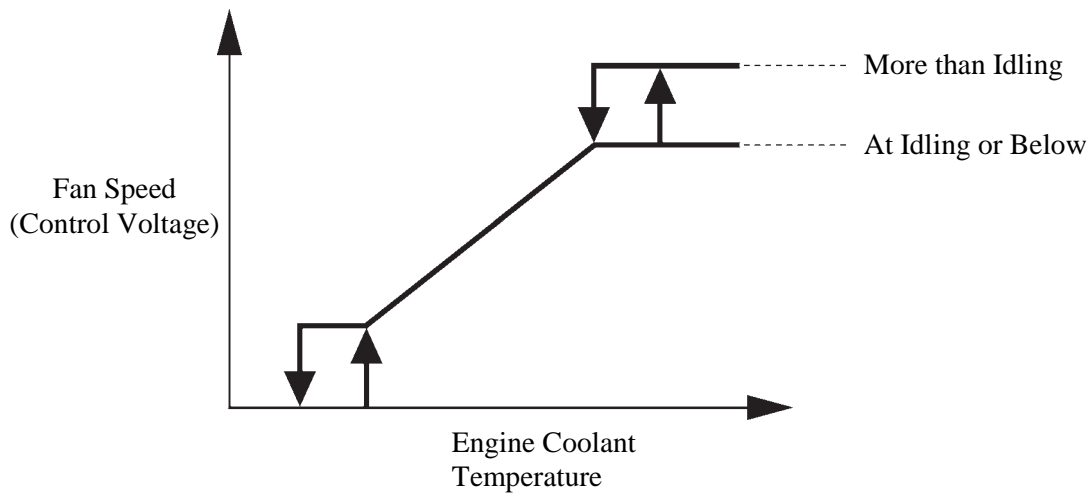 More than Idling
At Idling or Below
Fan Speed
(Control Voltage)
Engine Coolant
Temperature